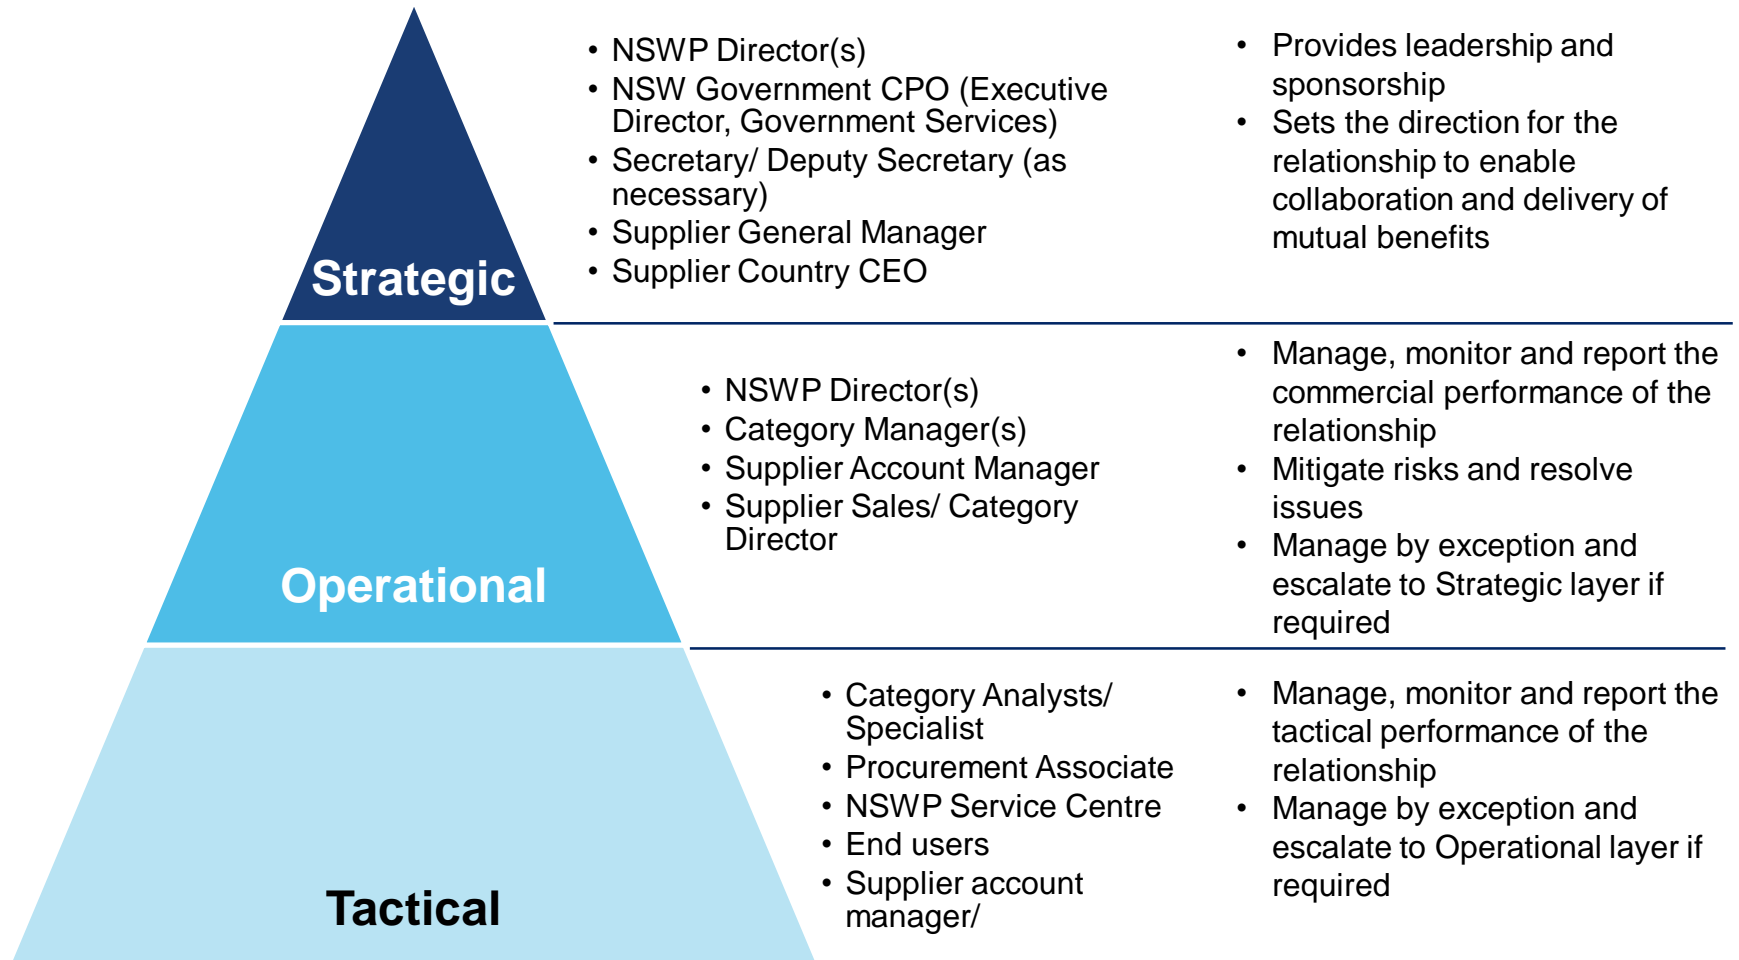 Strategic
• NSWP Director(s)
• NSW Government CPO (Executive
Director, Government Services)
• Secretary/ Deputy Secretary (as
necessary)
• Supplier General Manager
• Supplier Country CEO
• Provides leadership and
sponsorship
• Sets the direction for the
relationship to enable
collaboration and delivery of
mutual benefits
Operational
• NSWP Director(s)
• Category Manager(s)
• Supplier Account Manager
• Supplier Sales/ Category
Director
• Manage, monitor and report the
commercial performance of the
relationship
• Mitigate risks and resolve
issues
• Manage by exception and
escalate to Strategic layer if
required
Tactical
• Category Analysts/
Specialist
• Procurement Associate
• NSWP Service Centre
• End users
• Supplier account
manager/
• Manage, monitor and report the
tactical performance of the
relationship
• Manage by exception and
escalate to Operational layer if
required